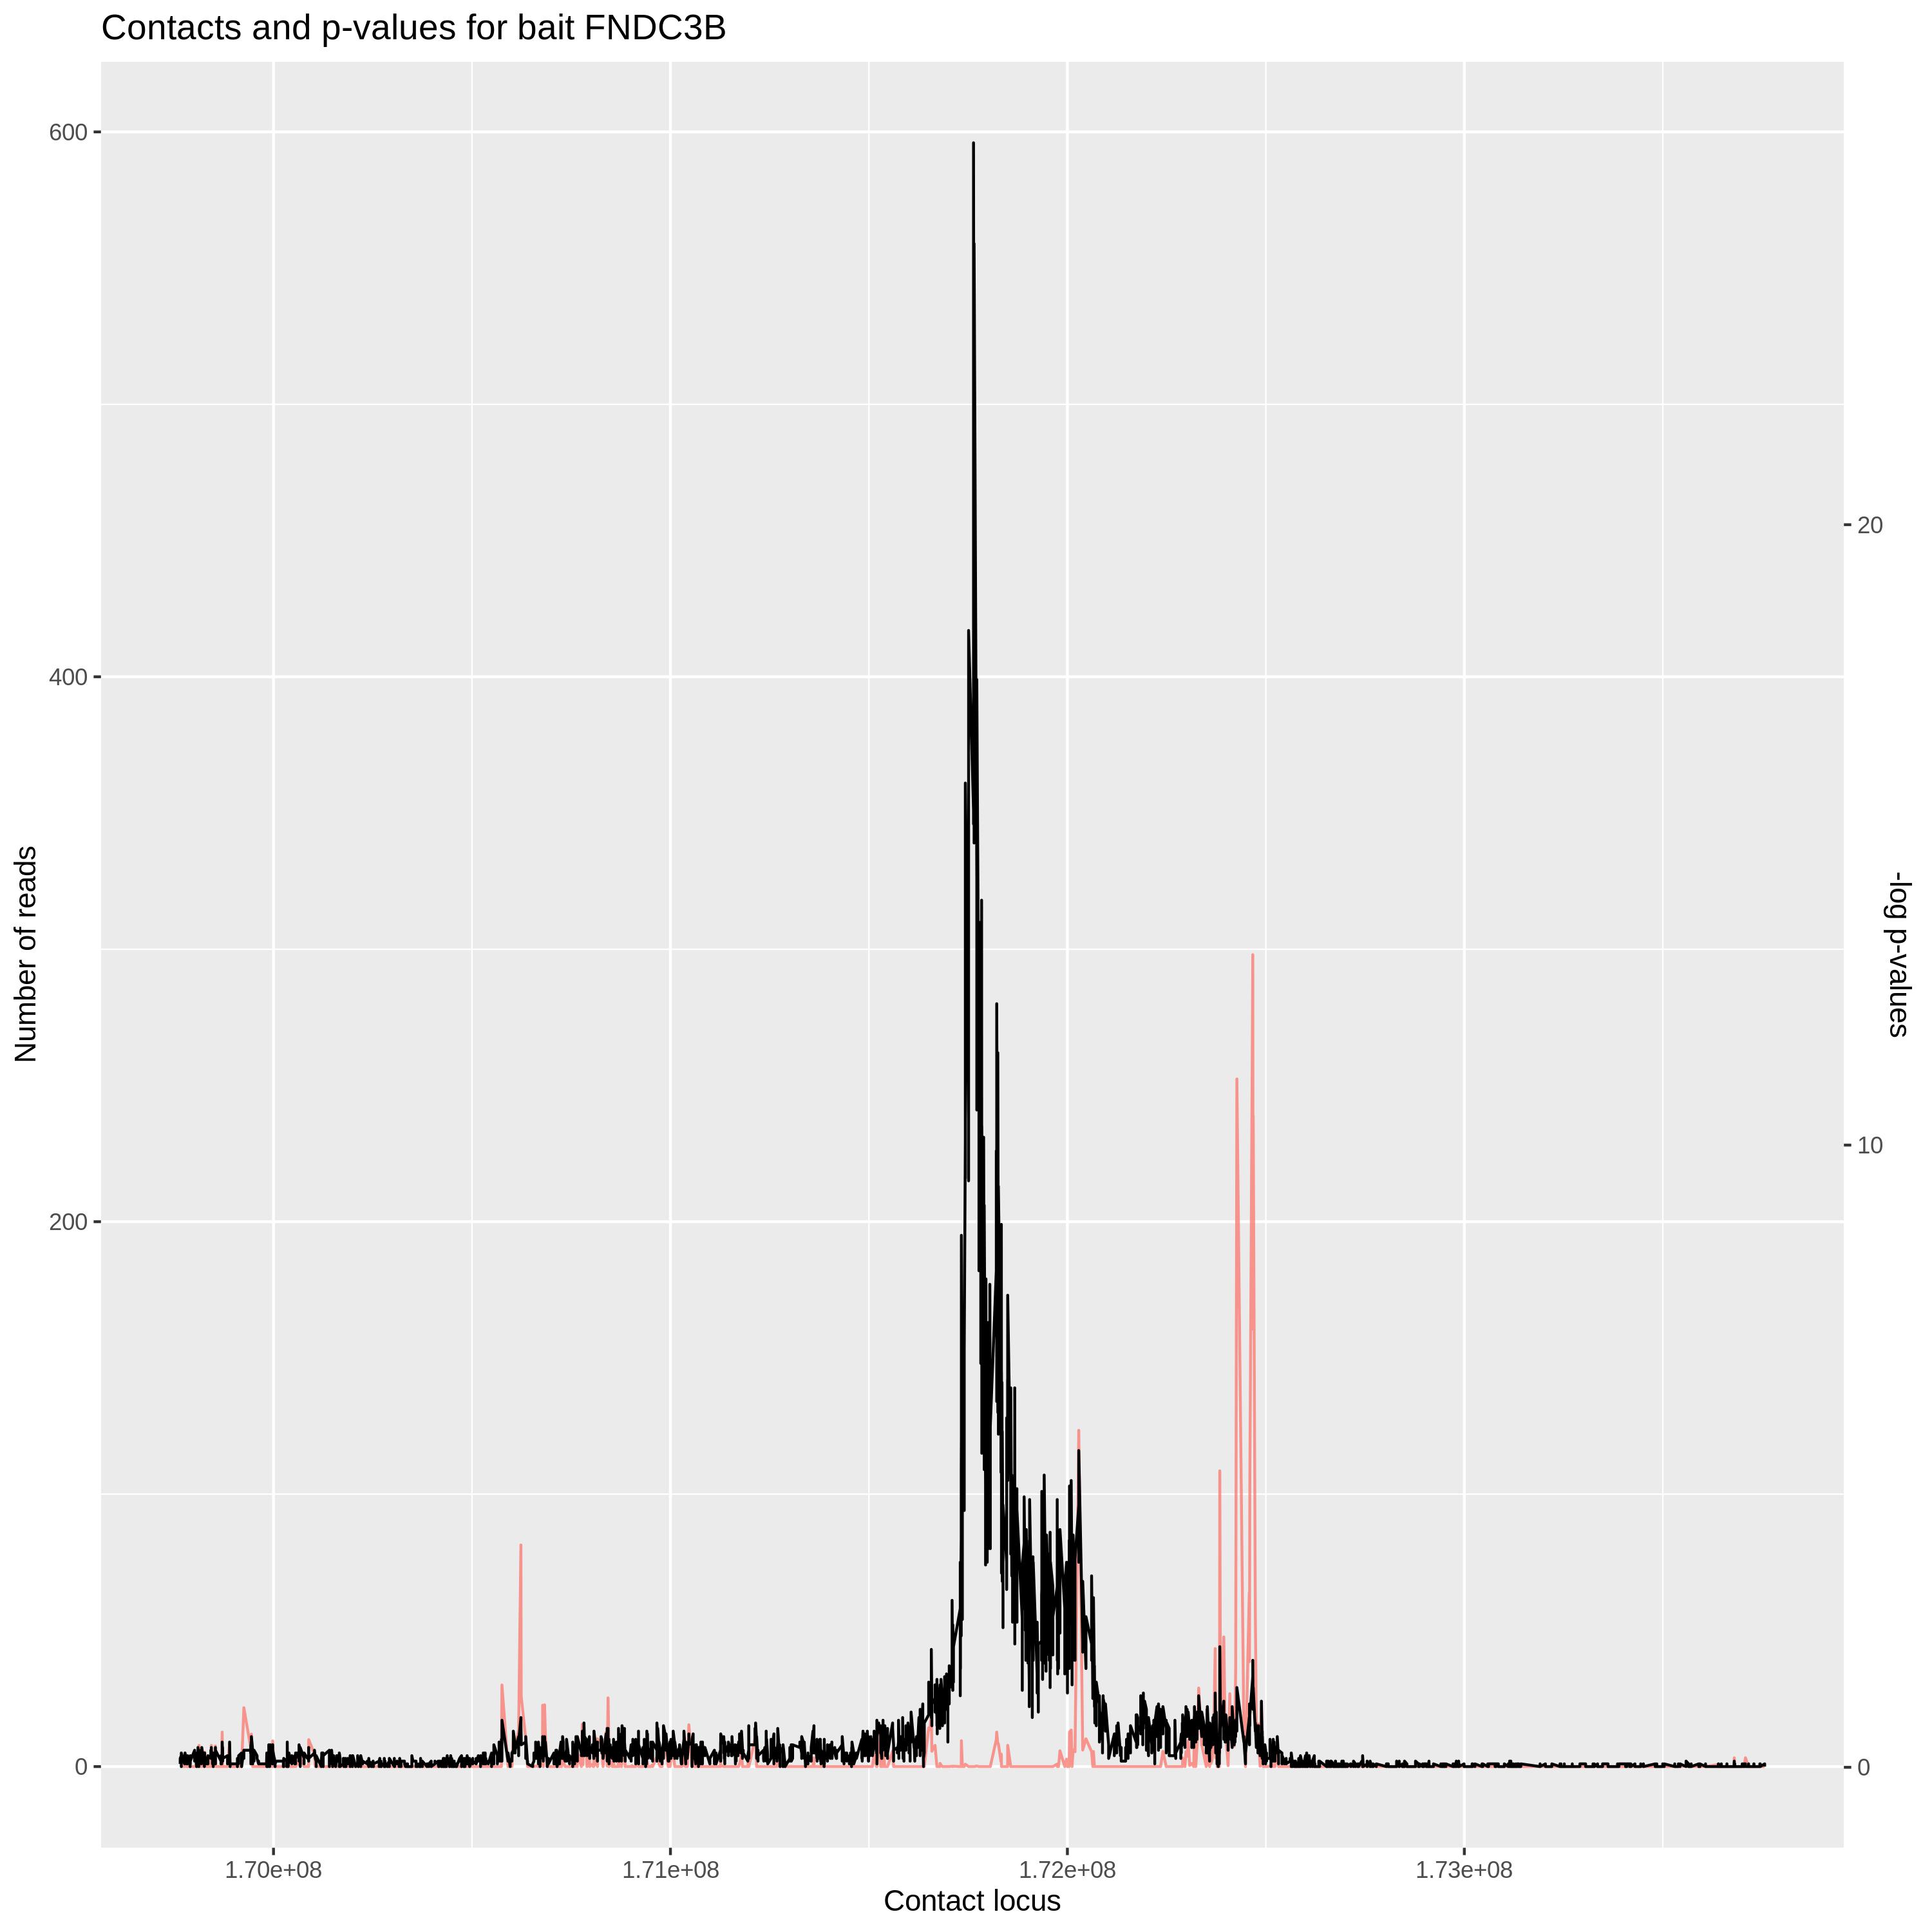 Contacts and p-values for bait FNDC3B
600
400
200
0
Number of reads
20
10
0
-log p-values
1.70e+08
1.71e+08
1.72e+08
1.73e+08
Contact locus